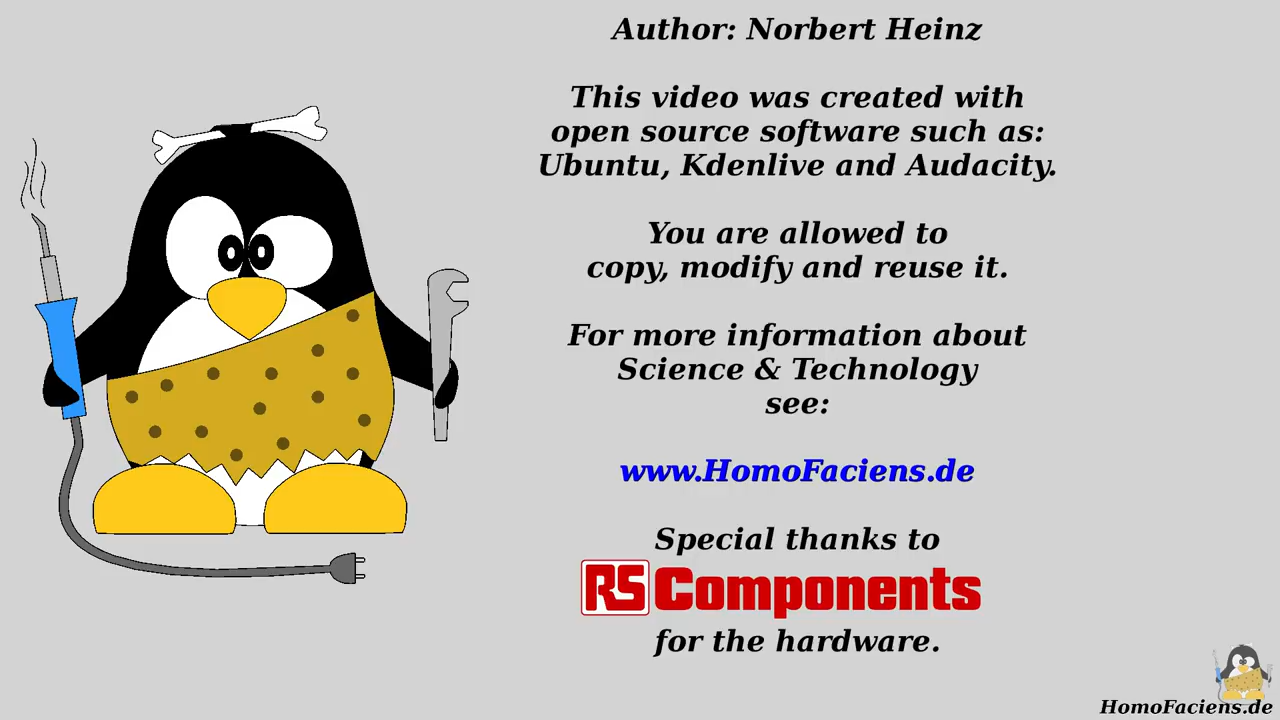 Author: Norbert Heinz
This video was created with
open source software such as:
Ubuntu, Kdenlive and Audacity.
You are allowed to
copy, modify and reuse it.
For more information about
Science & Technology
see:
www.HomoFaciens.de
Special thanks to
RS Components
for the hardware.
HomoFaciens.de